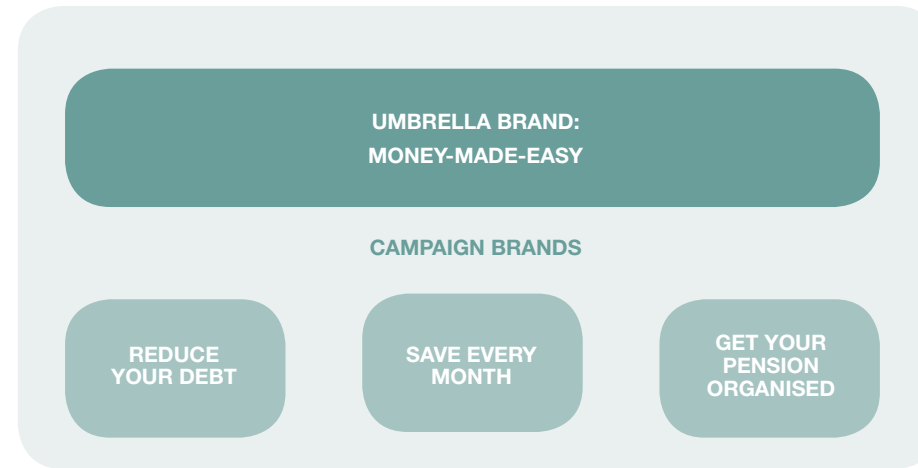 UMBRELLA BRAND:
MONEY-MADE-EASY
CAMPAIGN BRANDS
REDUCE
YOUR DEBT
SAVE EVERY
MONTH
GET YOUR
PENSION
ORGANISED